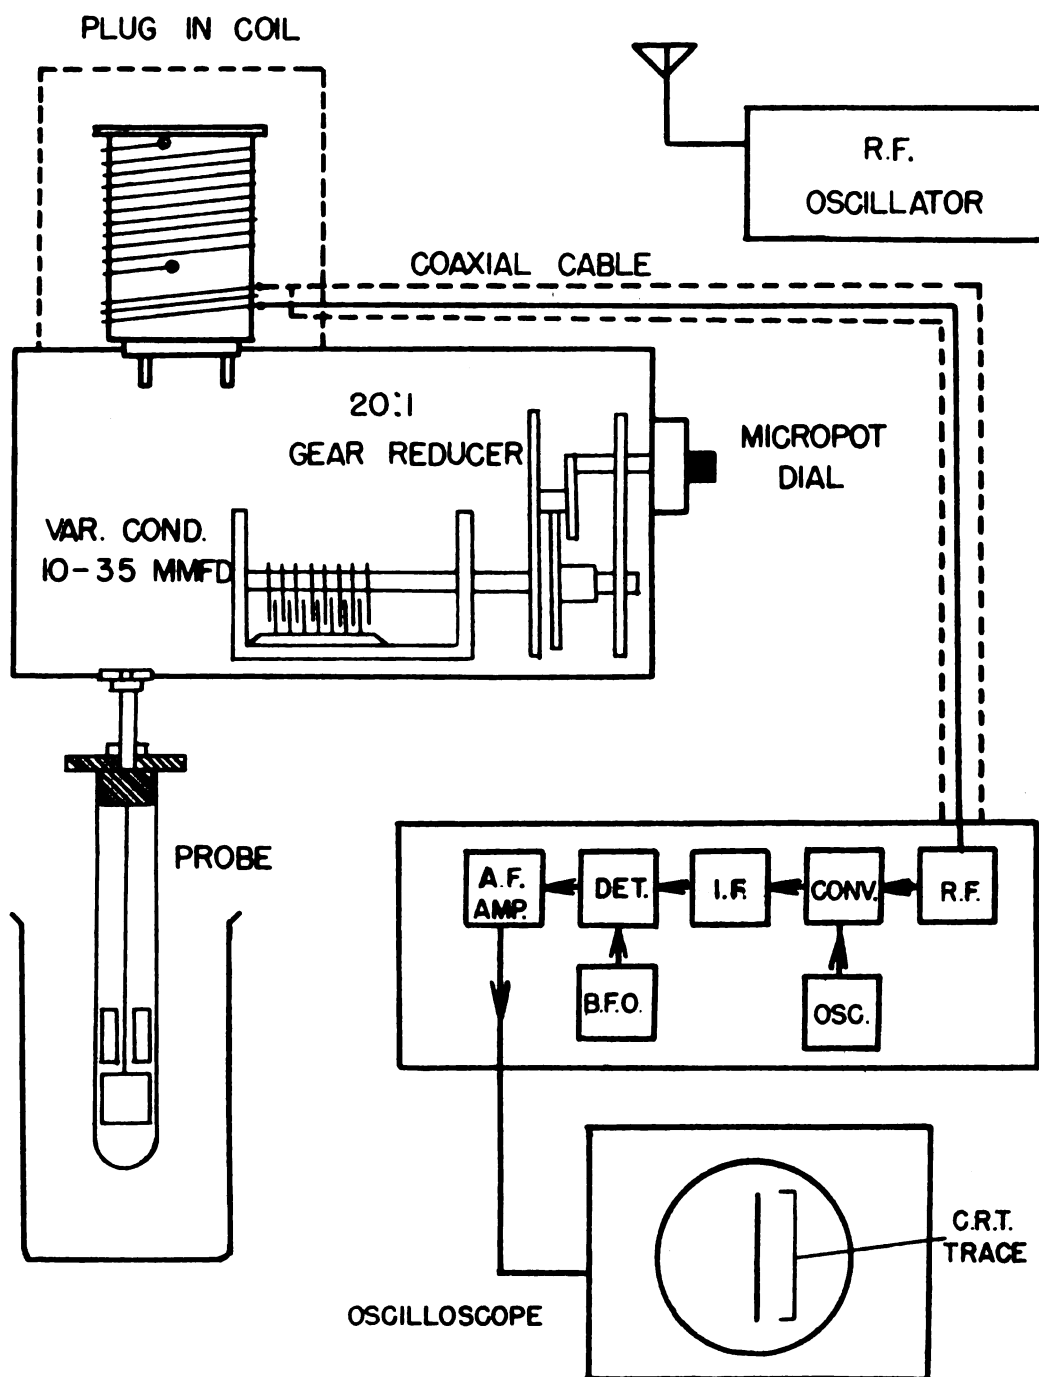 PLUG IN COIL
R.F.
OSCILLATOR
COAXIAL CABLE
20:1
GEAR REDUCER
MICROPOT
DIAL
VAR. COND.
10-35 MMFD
PROBE
A.F.
AMP.
DET.
I.F.
CONV.
R.F.
B.F.O.
OSC.
C.R.T.
TRACE
OSCILLOSCOPE